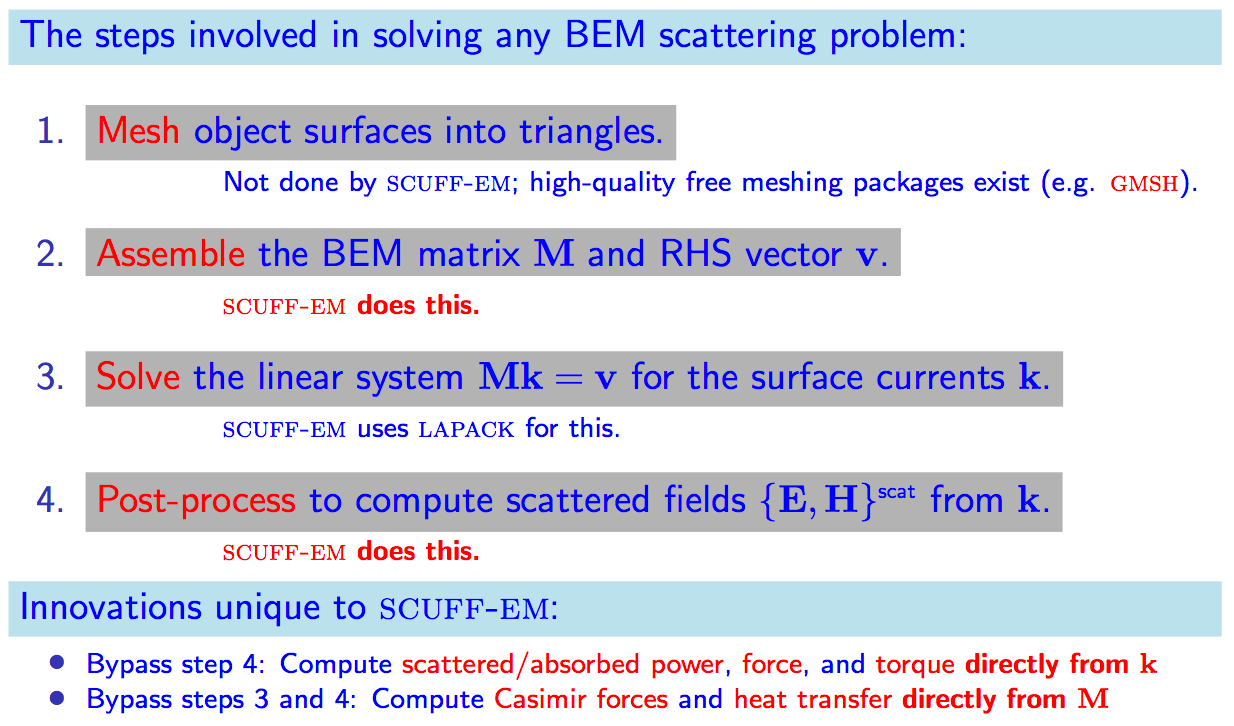 The steps involved in solving any BEM scattering problem:
1. Mesh object surfaces into triangles.
Not done by SCUFF-EM; high-quality free meshing packages exist (e.g. GMSH).
2. Assemble the BEM matrix M and RHS vector v.
SCUFF-EM does this.
3. Solve the linear system Mk = v for the surface currents k.
SCUFF-EM uses LAPACK for this.
4. Post-process to compute scattered fields {E, H}^scat from k.
SCUFF-EM does this.
Innovations unique to SCUFF-EM:
• Bypass step 4: Compute scattered/absorbed power, force, and torque directly from k
• Bypass steps 3 and 4: Compute Casimir forces and heat transfer directly from M